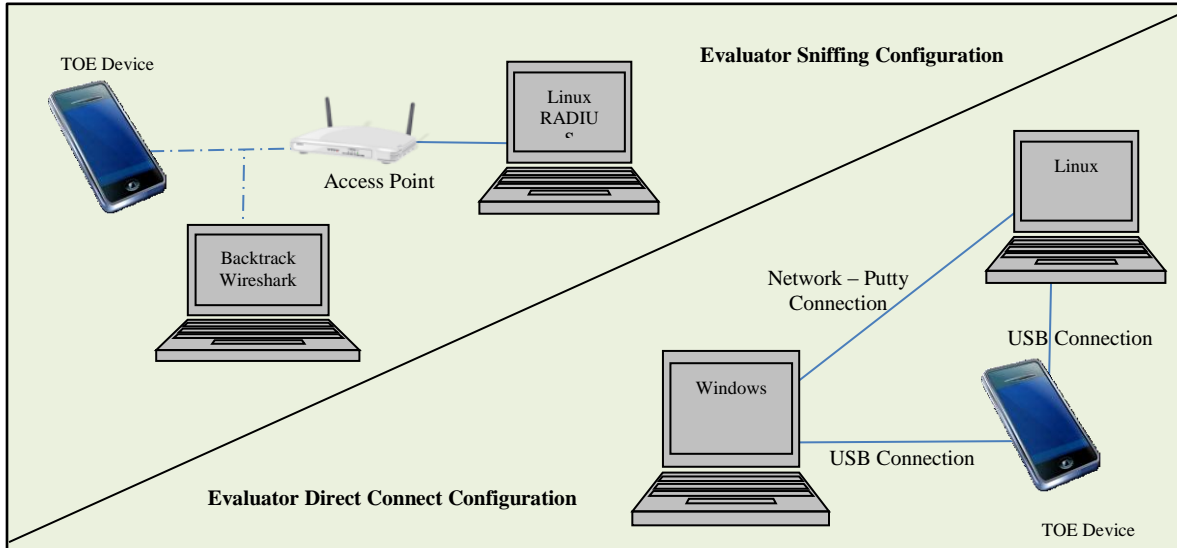 Evaluator Sniffing Configuration
TOE Device
Linux
RADIU
S
Access Point
Backtrack
Wireshark
Linux
Network – Putty
Connection
USB Connection
Windows
USB Connection
Evaluator Direct Connect Configuration
TOE Device